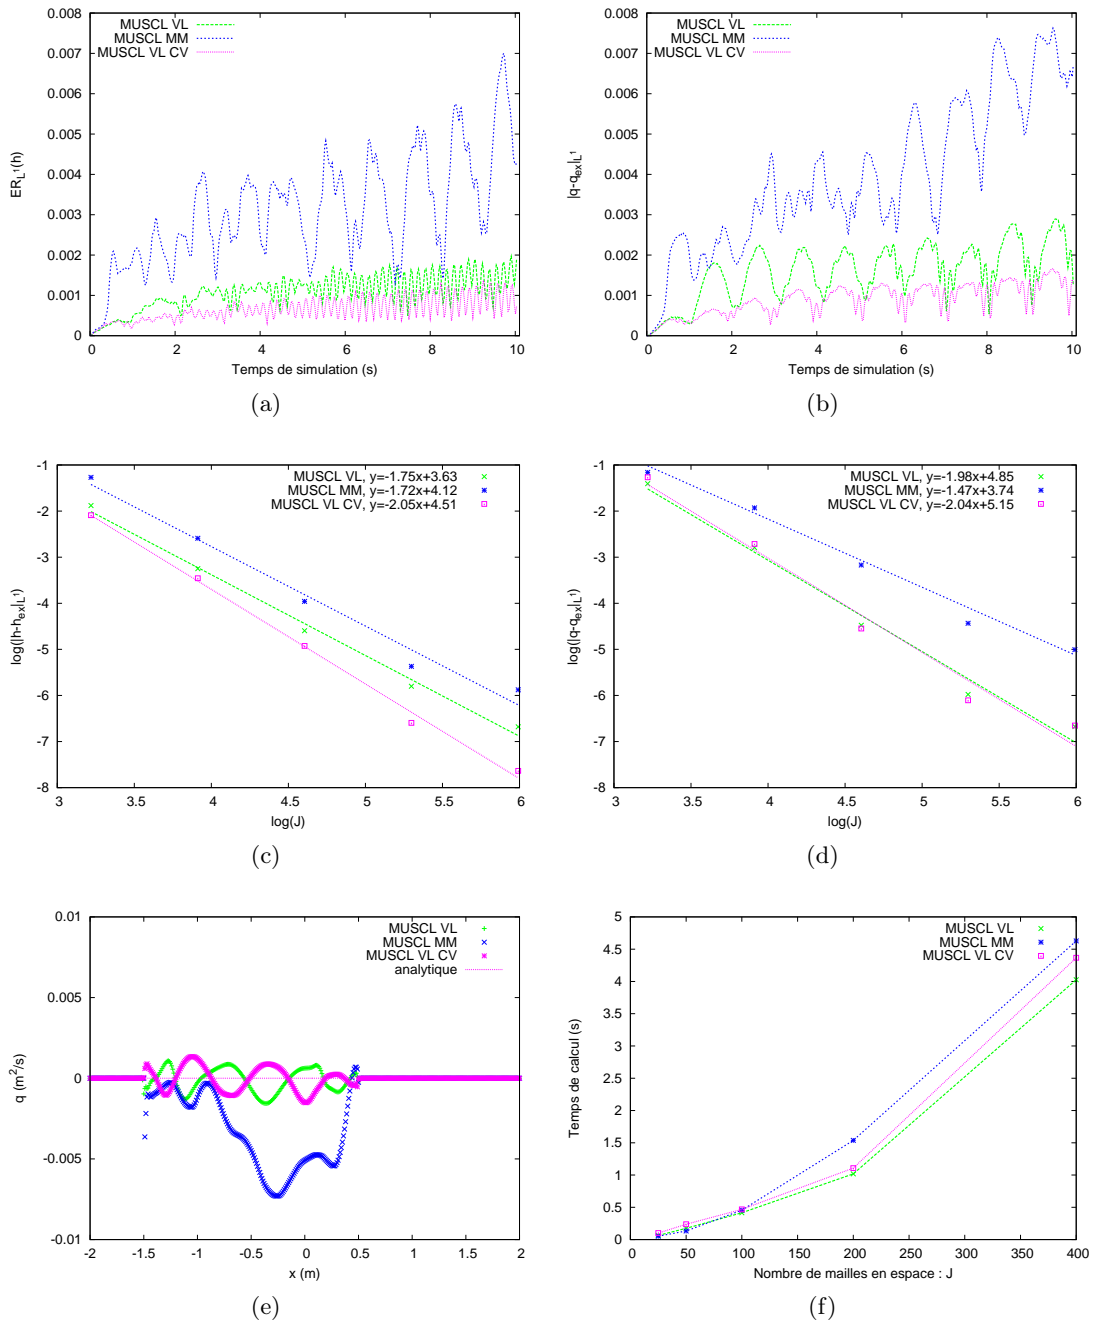 MUSCL VL
MUSCL MM
MUSCL VL CV
0.008
0.007
0.006
0.005
0.004
0.003
0.002
0.001
0
ER_L¹(h)
0 2 4 6 8 10
Temps de simulation (s)
(a)
MUSCL VL
MUSCL MM
MUSCL VL CV
0.008
0.007
0.006
0.005
0.004
0.003
0.002
0.001
0
|q-q_ex|_L¹
0 2 4 6 8 10
Temps de simulation (s)
(b)
MUSCL VL, y=-1.75x+3.63
MUSCL MM, y=-1.72x+4.12
MUSCL VL CV, y=-2.05x+4.51
-1
-2
-3
-4
-5
-6
-7
-8
log(|h-h_ex|_L¹)
3 3.5 4 4.5 5 5.5 6
log(J)
(c)
MUSCL VL, y=-1.98x+4.85
MUSCL MM, y=-1.47x+3.74
MUSCL VL CV, y=-2.04x+5.15
-1
-2
-3
-4
-5
-6
-7
-8
log(|q-q_ex|_L¹)
3 3.5 4 4.5 5 5.5 6
log(J)
(d)
MUSCL VL
MUSCL MM
MUSCL VL CV
analytique
0.01
0.005
0
-0.005
-0.01
q (m²/s)
-2 -1.5 -1 -0.5 0 0.5 1 1.5 2
x (m)
(e)
MUSCL VL
MUSCL MM
MUSCL VL CV
5
4.5
4
3.5
3
2.5
2
1.5
1
0.5
0
Temps de calcul (s)
0 50 100 150 200 250 300 350 400
Nombre de mailles en espace : J
(f)